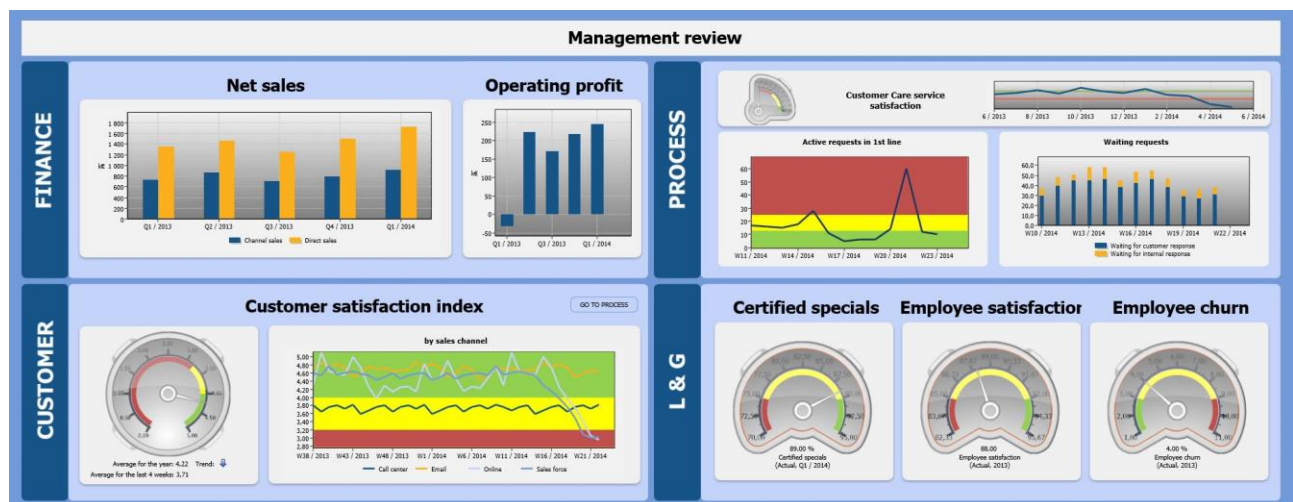 Management review
FINANCE
Net sales
1 800
1 600
1 400
1 200
1 000
800
600
400
200
0
Q1 / 2013
Q2 / 2013
Q3 / 2013
Q4 / 2013
Q1 / 2014
Channel sales
Direct sales
Operating profit
250
200
150
100
50
0
-50
Q1 / 2013
Q3 / 2013
Q1 / 2014
PROCESS
Customer Care service
satisfaction
6 / 2013
8 / 2013
10 / 2013
12 / 2013
2 / 2014
4 / 2014
6 / 2014
Active requests in 1st line
60
50
40
30
20
10
0
W11 / 2014
W14 / 2014
W17 / 2014
W20 / 2014
W23 / 2014
Waiting requests
60,0
50,0
40,0
30,0
20,0
10,0
0,0
W10 / 2014
W13 / 2014
W16 / 2014
W19 / 2014
W22 / 2014
Waiting for customer response
Waiting for internal response
CUSTOMER
Customer satisfaction index
GO TO PROCESS
Average for the year: 4,22 Trend:
Average for the last 4 weeks: 3,71
by sales channel
5,00
4,80
4,60
4,40
4,20
4,00
3,80
3,60
3,40
3,20
3,00
2,80
W38 / 2013
W43 / 2013
W48 / 2013
W1 / 2014
W6 / 2014
W11 / 2014
W16 / 2014
W21 / 2014
Call center
Email
Online
Sales force
L & G
Certified specials
89.00 %
Certified specials
(Actual, Q1 / 2014)
Employee satisfaction
88.00
Employee satisfaction
(Actual, 2013)
Employee churn
4.00 %
Employee churn
(Actual, 2013)